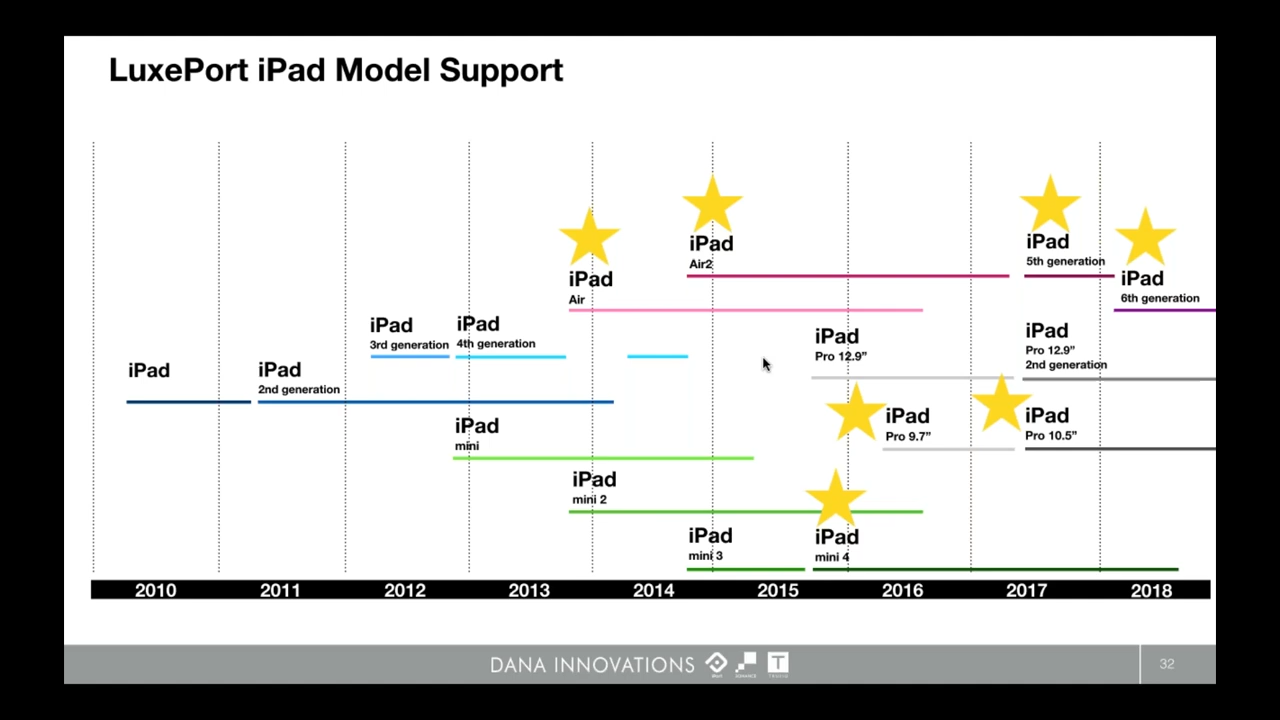 LuxePort iPad Model Support
iPad
Air2
iPad
5th generation
iPad
Air
iPad
6th generation
iPad
3rd generation
iPad
4th generation
iPad
Pro 12.9”
iPad
Pro 12.9”
2nd generation
iPad
iPad
2nd generation
iPad
mini
iPad
Pro 9.7”
iPad
Pro 10.5”
iPad
mini 2
iPad
mini 3
iPad
mini 4
2010 2011 2012 2013 2014 2015 2016 2017 2018
DANA INNOVATIONS
32